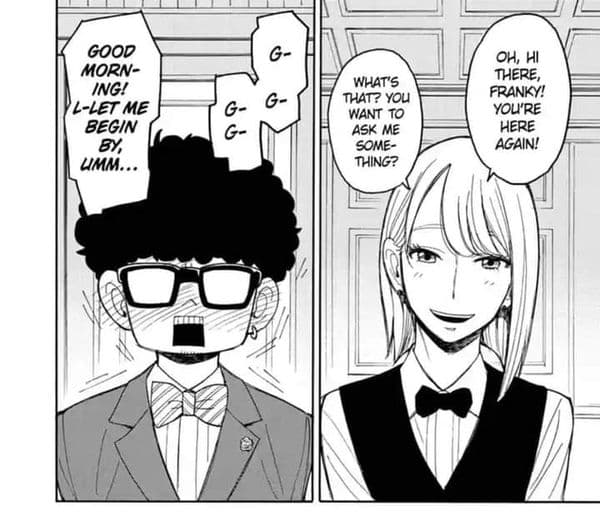 OH, HI
THERE,
FRANKY!
YOU'RE
HERE
AGAIN!
WHAT'S
THAT? YOU
WANT TO
ASK ME
SOME-
THING?
G-
G-
G-
G-
GOOD
MORN-
ING!
L-LET ME
BEGIN
BY,
UMM...